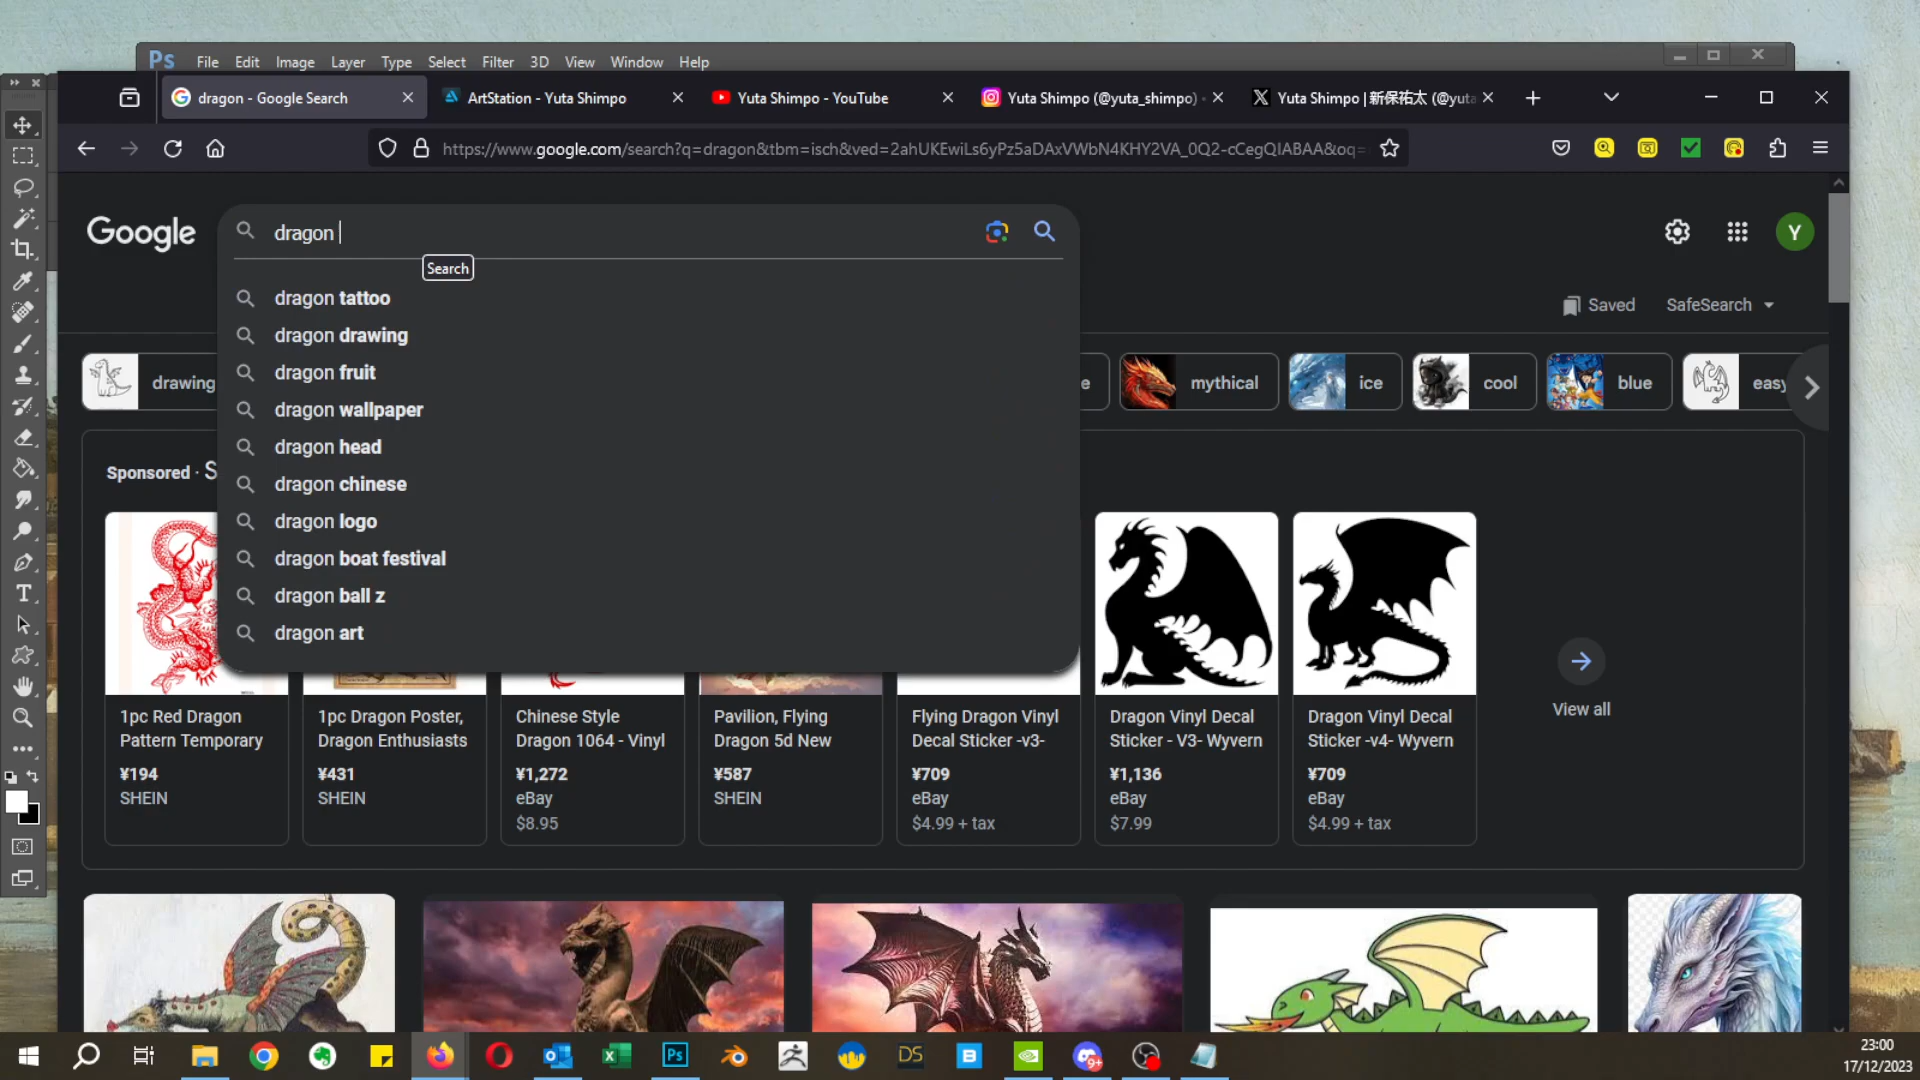 Ps File Edit Image Layer Type Select Filter 3D View Window Help
dragon - Google Search
ArtStation - Yuta Shimpo
Yuta Shimpo - YouTube
Yuta Shimpo (@yuta_shimpo) •
Yuta Shimpo | 新保祐太 (@yuta
https://www.google.com/search?q=dragon&tbm=isch&ved=2ahUKEwiLs6yPz5aDAxVWbN4KHY2VA_0Q2-cCegQIABAA&oq=
Google
dragon
Y
Search
dragon tattoo
dragon drawing
dragon fruit
dragon wallpaper
dragon head
dragon chinese
dragon logo
dragon boat festival
dragon ball z
dragon art
Saved
SafeSearch
drawing
e
mythical
ice
cool
blue
easy
Sponsored · S
1pc Red Dragon
Pattern Temporary
¥194
SHEIN
1pc Dragon Poster,
Dragon Enthusiasts
¥431
SHEIN
Chinese Style
Dragon 1064 - Vinyl
¥1,272
eBay
$8.95
Pavilion, Flying
Dragon 5d New
¥587
SHEIN
Flying Dragon Vinyl
Decal Sticker -v3-
¥709
eBay
$4.99 + tax
Dragon Vinyl Decal
Sticker - V3- Wyvern
¥1,136
eBay
$7.99
Dragon Vinyl Decal
Sticker -v4- Wyvern
¥709
eBay
$4.99 + tax
View all
Ps
DS
B
9+
23:00
17/12/2023